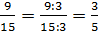 9/15 = 9:3/15:3 = 3/5